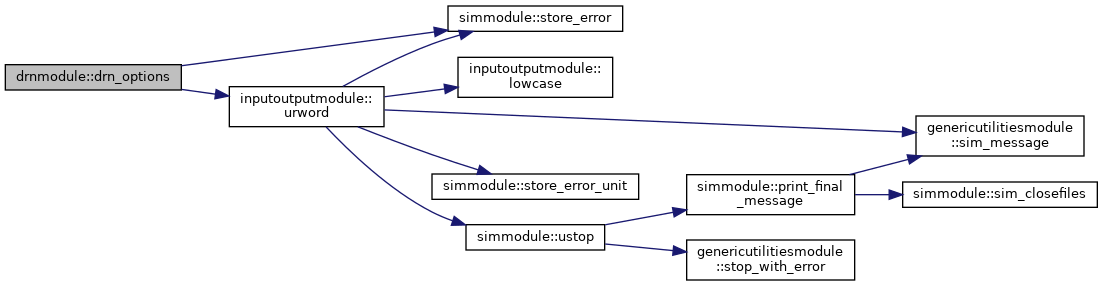 simmodule::store_error
drnmodule::drn_options
inputoutputmodule::
lowcase
inputoutputmodule::
urword
genericutilitiesmodule
::sim_message
simmodule::store_error_unit
simmodule::print_final
_message
simmodule::sim_closefiles
simmodule::ustop
genericutilitiesmodule
::stop_with_error